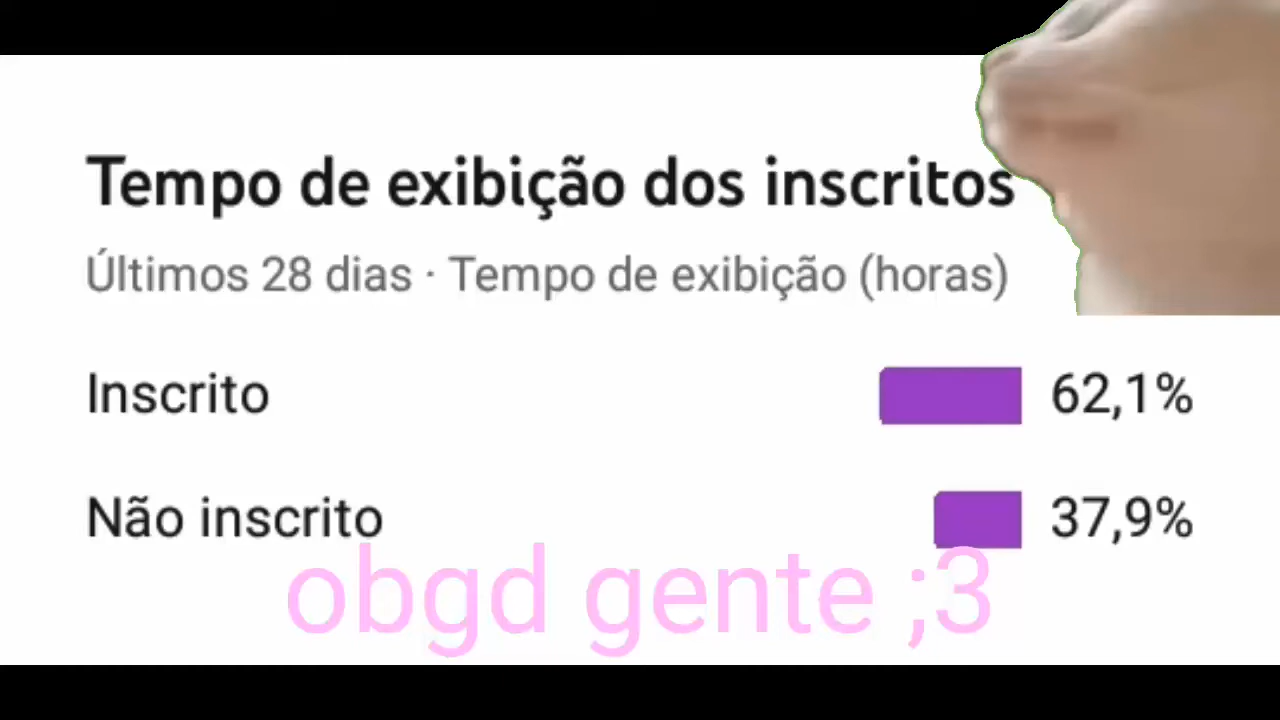 Tempo de exibição dos inscritos
Últimos 28 dias · Tempo de exibição (horas)
Inscrito 62,1%
Não inscrito 37,9%
obgd gente ;3